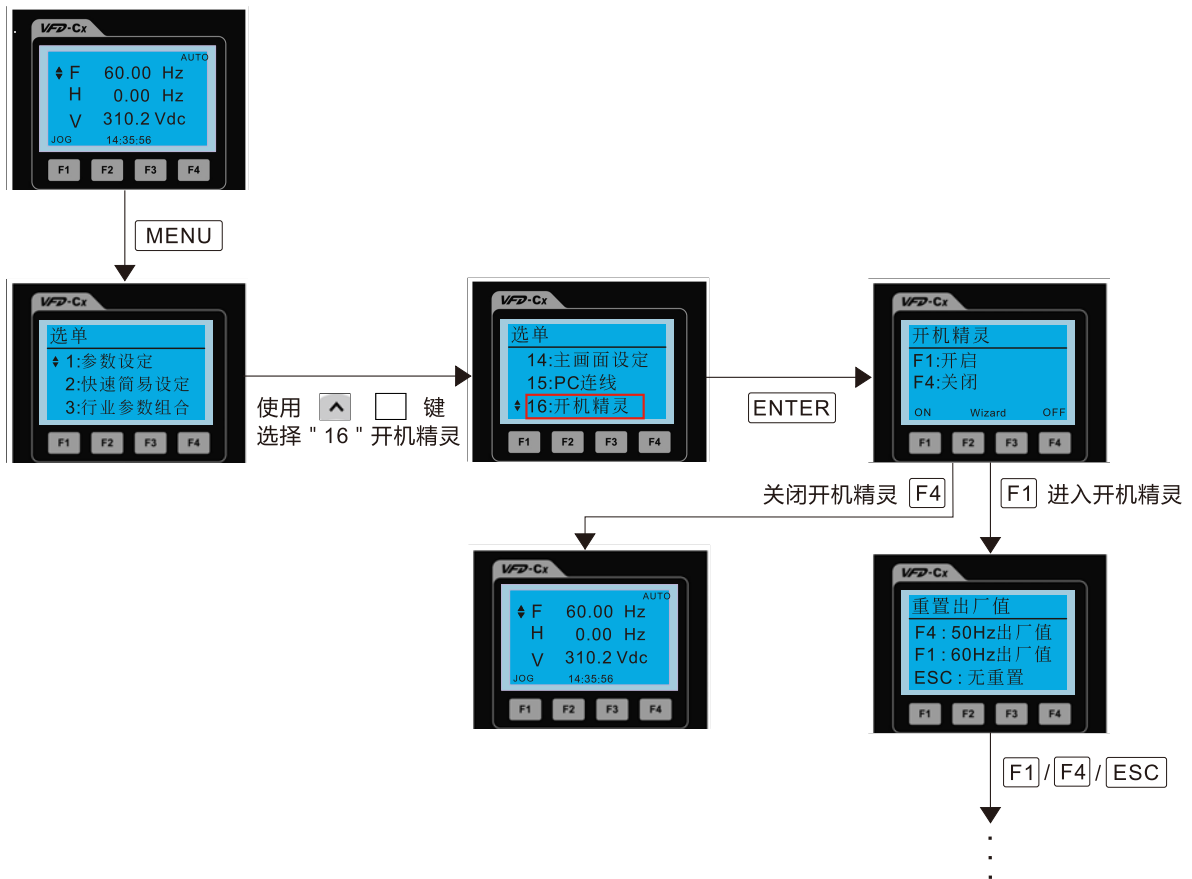 VFD-Cx
AUTO
F 60.00 Hz
H 0.00 Hz
V 310.2 Vdc
JOG 14:35:56
F1 F2 F3 F4
MENU
VFD-Cx
选单
1:参数设定
2:快速简易设定
3:行业参数组合
F1 F2 F3 F4
使用 键
选择 " 16 " 开机精灵
VFD-Cx
选单
14:主画面设定
15:PC连线
16:开机精灵
F1 F2 F3 F4
ENTER
VFD-Cx
开机精灵
F1:开启
F4:关闭
ON Wizard OFF
F1 F2 F3 F4
关闭开机精灵 F4
F1 进入开机精灵
VFD-Cx
AUTO
F 60.00 Hz
H 0.00 Hz
V 310.2 Vdc
JOG 14:35:56
F1 F2 F3 F4
VFD-Cx
重置出厂值
F4 : 50Hz出厂值
F1 : 60Hz出厂值
ESC : 无重置
F1 F2 F3 F4
F1 / F4 / ESC